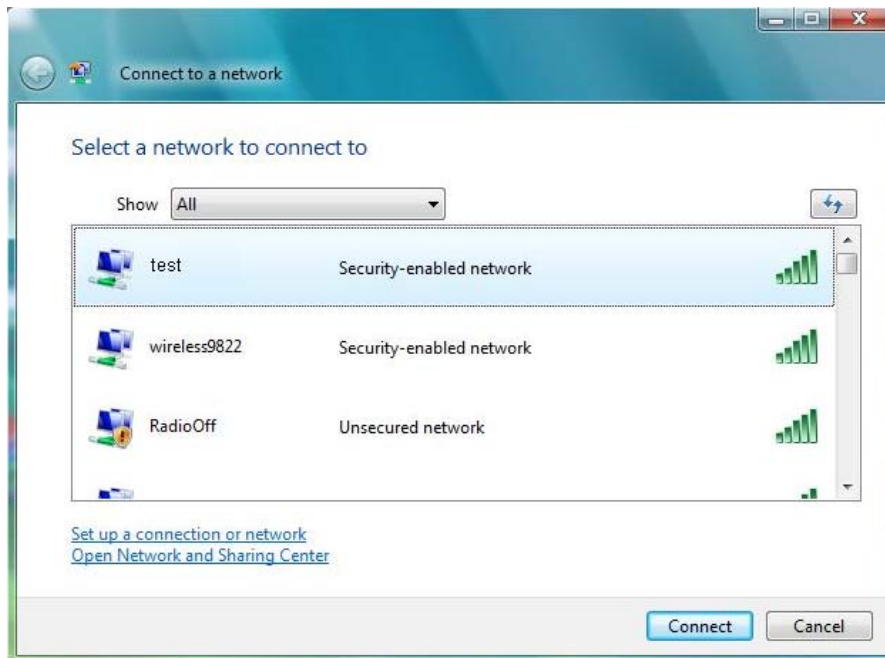 Connect to a network
Select a network to connect to
Show All
test Security-enabled network
wireless9822 Security-enabled network
RadioOff Unsecured network
Set up a connection or network
Open Network and Sharing Center
Connect Cancel